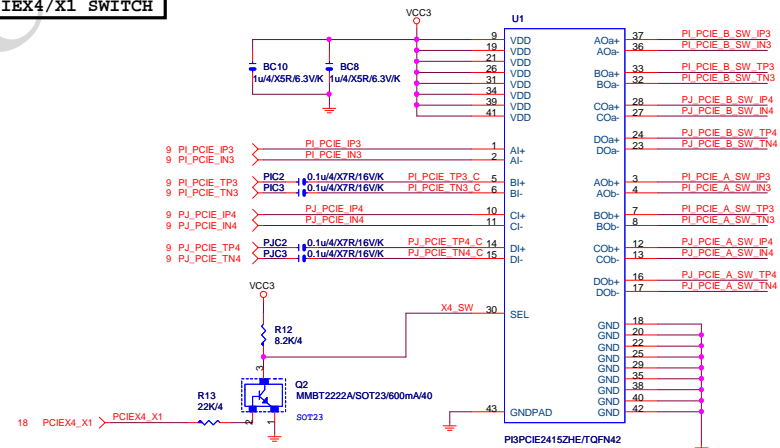 IEX4/X1 SWITCH
VCC3
U1
BC10
1u/4/X5R/6.3V/K
BC8
1u/4/X5R/6.3V/K
9 VDD
19 VDD
21 VDD
26 VDD
31 VDD
34 VDD
39 VDD
41 VDD
AOa+ 37 PI_PCIE_B_SW_IP3
AOa- 36 PI_PCIE_B_SW_IN3
BOa+ 33 PI_PCIE_B_SW_TP3
BOa- 32 PI_PCIE_B_SW_TN3
COa+ 28 PJ_PCIE_B_SW_IP4
COa- 27 PJ_PCIE_B_SW_IN4
DOa+ 24 PJ_PCIE_B_SW_TP4
DOa- 23 PJ_PCIE_B_SW_TN4
9 PI_PCIE_IP3 PI_PCIE_IP3 1 AI+
9 PI_PCIE_IN3 PI_PCIE_IN3 2 AI-
9 PI_PCIE_TP3 PIC2 0.1u/4/X7R/16V/K PI_PCIE_TP3_C 5 BI+
9 PI_PCIE_TN3 PIC3 0.1u/4/X7R/16V/K PI_PCIE_TN3_C 6 BI-
9 PJ_PCIE_IP4 PJ_PCIE_IP4 10 CI+
9 PJ_PCIE_IN4 PJ_PCIE_IN4 11 CI-
9 PJ_PCIE_TP4 PJC2 0.1u/4/X7R/16V/K PJ_PCIE_TP4_C 14 DI+
9 PJ_PCIE_TN4 PJC3 0.1u/4/X7R/16V/K PJ_PCIE_TN4_C 15 DI-
AOb+ 3 PI_PCIE_A_SW_IP3
AOb- 4 PI_PCIE_A_SW_IN3
BOb+ 7 PI_PCIE_A_SW_TP3
BOb- 8 PI_PCIE_A_SW_TN3
COb+ 12 PJ_PCIE_A_SW_IP4
COb- 13 PJ_PCIE_A_SW_IN4
DOb+ 16 PJ_PCIE_A_SW_TP4
DOb- 17 PJ_PCIE_A_SW_TN4
VCC3
R12
8.2K/4
X4_SW 30 SEL
GND 18
GND 20
GND 22
GND 25
GND 29
GND 35
GND 38
GND 40
GND 42
3
Q2
MMBT2222A/SOT23/600mA/40
SOT23
R13
22K/4
18 PCIEX4_X1 PCIEX4_X1 2 1
43 GNDPAD
PI3PCIE2415ZHE/TQFN42